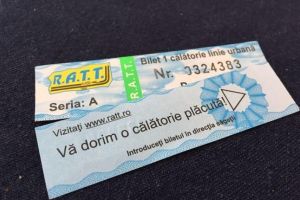 R.A.T.T.
R.A.T.T.
Bilet 1 călătorie linie urbană
Nr. 0324383
Seria: A
Vizitați www.ratt.ro
Vă dorim o călătorie plăcută!
Introduceți biletul în direcția săgeții